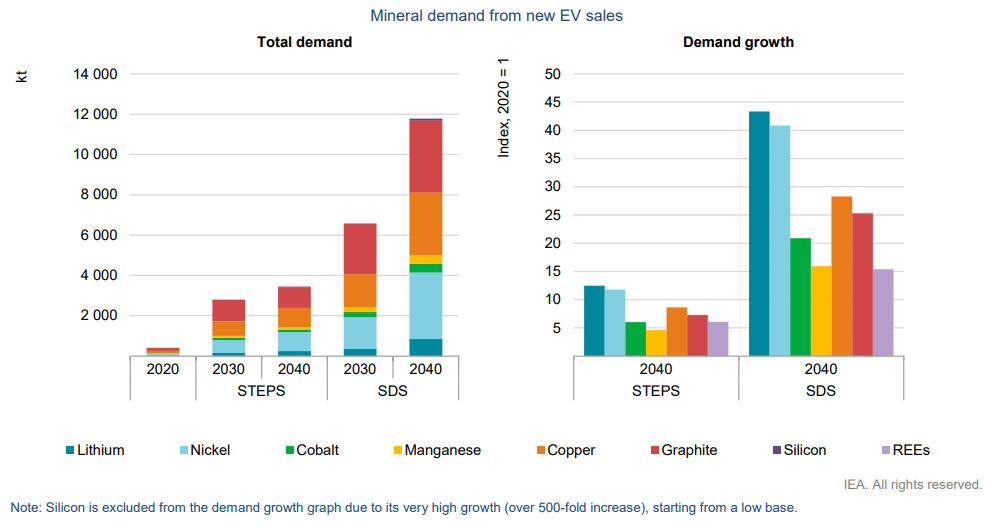 Mineral demand from new EV sales
Total demand
Demand growth
kt
14 000
12 000
10 000
8 000
6 000
4 000
2 000
2020
2030
2040
2030
2040
STEPS
SDS
Index, 2020 = 1
50
45
40
35
30
25
20
15
10
5
2040
2040
STEPS
SDS
Lithium
Nickel
Cobalt
Manganese
Copper
Graphite
Silicon
REEs
IEA. All rights reserved.
Note: Silicon is excluded from the demand growth graph due to its very high growth (over 500-fold increase), starting from a low base.